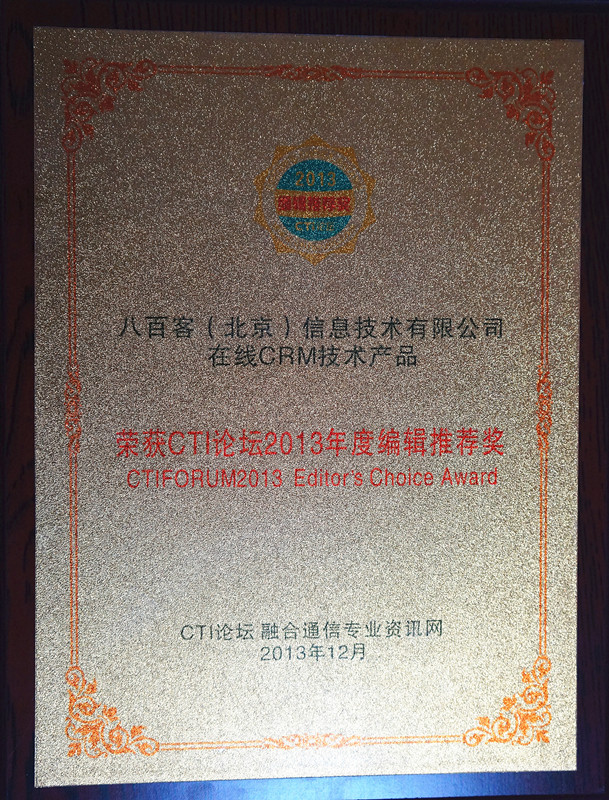 2013
编辑推荐奖
八百客（北京）信息技术有限公司
在线CRM技术产品
荣获CTI论坛2013年度编辑推荐奖
CTIFORUM2013 Editor's Choice Award
CTI论坛 融合通信专业资讯网
2013年12月